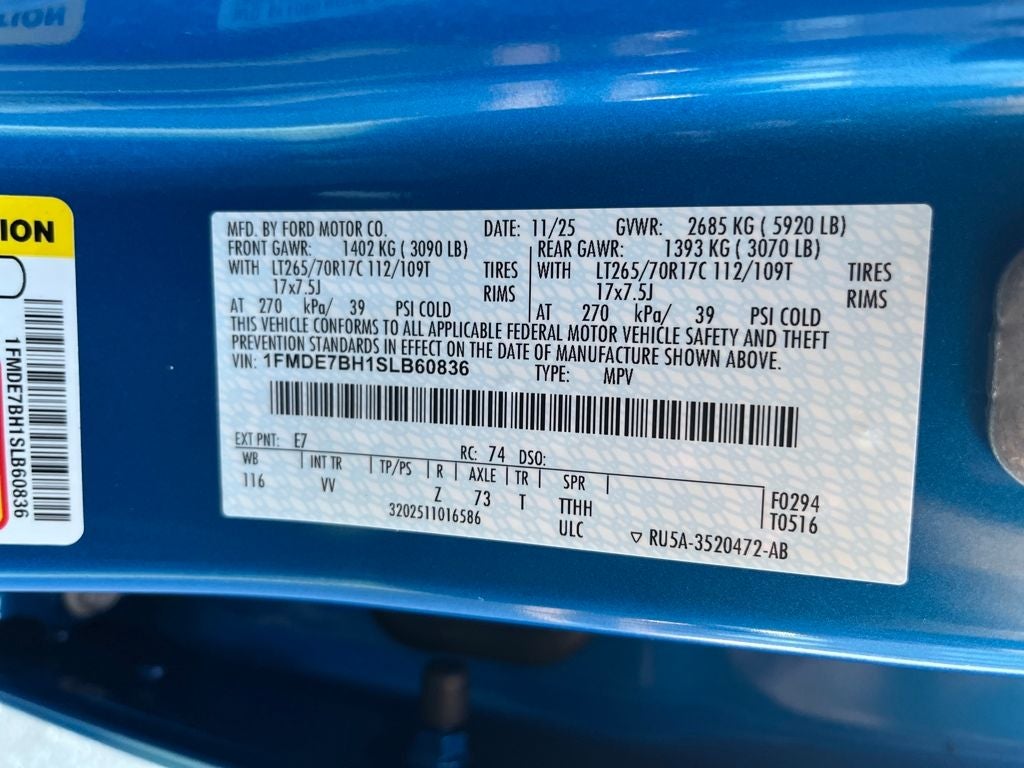 ION
1FMDE7BH1SLB60836
MFD. BY FORD MOTOR CO. DATE: 11/25 GVWR: 2685 KG ( 5920 LB)
FRONT GAWR: 1402 KG ( 3090 LB) REAR GAWR: 1393 KG ( 3070 LB)
WITH LT265/70R17C 112/109T TIRES WITH LT265/70R17C 112/109T TIRES
17x7.5J RIMS 17x7.5J RIMS
AT 270 kPa/ 39 PSI COLD AT 270 kPa/ 39 PSI COLD
THIS VEHICLE CONFORMS TO ALL APPLICABLE FEDERAL MOTOR VEHICLE SAFETY AND THEFT
PREVENTION STANDARDS IN EFFECT ON THE DATE OF MANUFACTURE SHOWN ABOVE.
VIN: 1FMDE7BH1SLB60836 TYPE: MPV
EXT PNT: E7 RC: 74 DSO:
WB INT TR TP/PS R AXLE TR SPR
116 VV Z 73 T TTHH F0294
3202511016586 ULC T0516
RU5A-3520472-AB